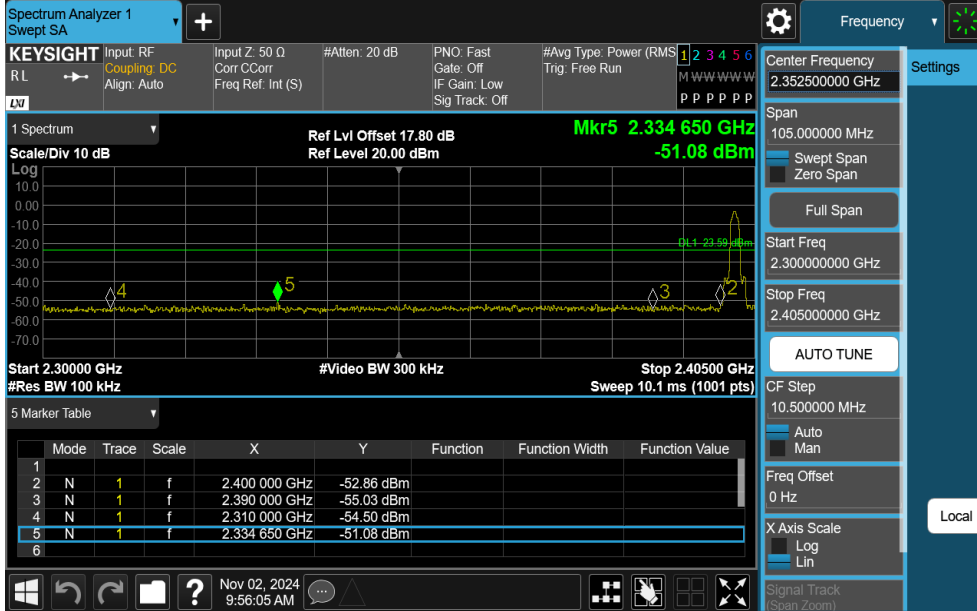 Spectrum Analyzer 1
Swept SA
+
Frequency
KEYSIGHT
RL
LXI
Input: RF
Coupling: DC
Align: Auto
Input Z: 50 Ω
Corr CCorr
Freq Ref: Int (S)
#Atten: 20 dB
PNO: Fast
Gate: Off
IF Gain: Low
Sig Track: Off
#Avg Type: Power (RMS
Trig: Free Run
1 2 3 4 5 6
M W W W W W
P P P P P P
1 Spectrum
Scale/Div 10 dB
Log
Ref Lvl Offset 17.80 dB
Ref Level 20.00 dBm
Mkr5 2.334 650 GHz
-51.08 dBm
10.0
0.00
-10.0
-20.0
-30.0
-40.0
-50.0
-60.0
-70.0
DL1 -23.59 dBm
4
5
3
2
Start 2.30000 GHz
#Res BW 100 kHz
#Video BW 300 kHz
Stop 2.40500 GHz
Sweep 10.1 ms (1001 pts)
5 Marker Table
Mode Trace Scale X Y Function Function Width Function Value
1
2 N 1 f 2.400 000 GHz -52.86 dBm
3 N 1 f 2.390 000 GHz -55.03 dBm
4 N 1 f 2.310 000 GHz -54.50 dBm
5 N 1 f 2.334 650 GHz -51.08 dBm
6
?
Nov 02, 2024
9:56:05 AM
Center Frequency
2.352500000 GHz
Span
105.000000 MHz
Swept Span
Zero Span
Full Span
Start Freq
2.300000000 GHz
Stop Freq
2.405000000 GHz
AUTO TUNE
CF Step
10.500000 MHz
Auto
Man
Freq Offset
0 Hz
X Axis Scale
Log
Lin
Signal Track
(Span Zoom)
Settings
Local